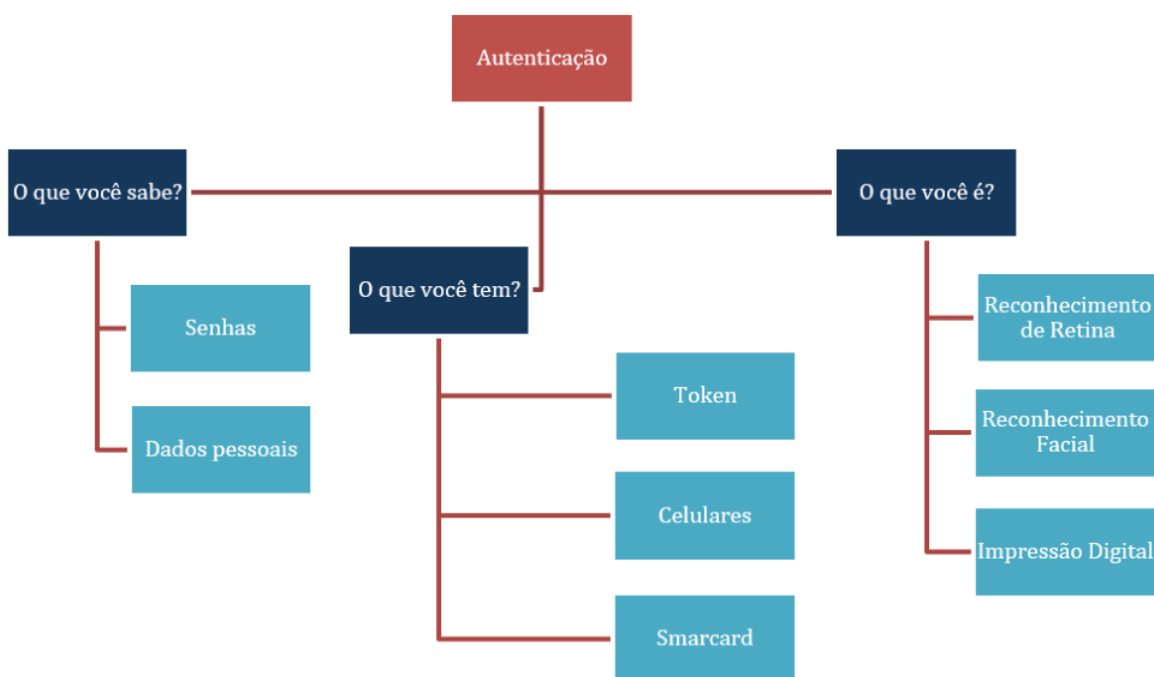 Autenticação
O que você sabe?
Senhas
Dados pessoais
O que você tem?
Token
Celulares
Smarcard
O que você é?
Reconhecimento
de Retina
Reconhecimento
Facial
Impressão Digital